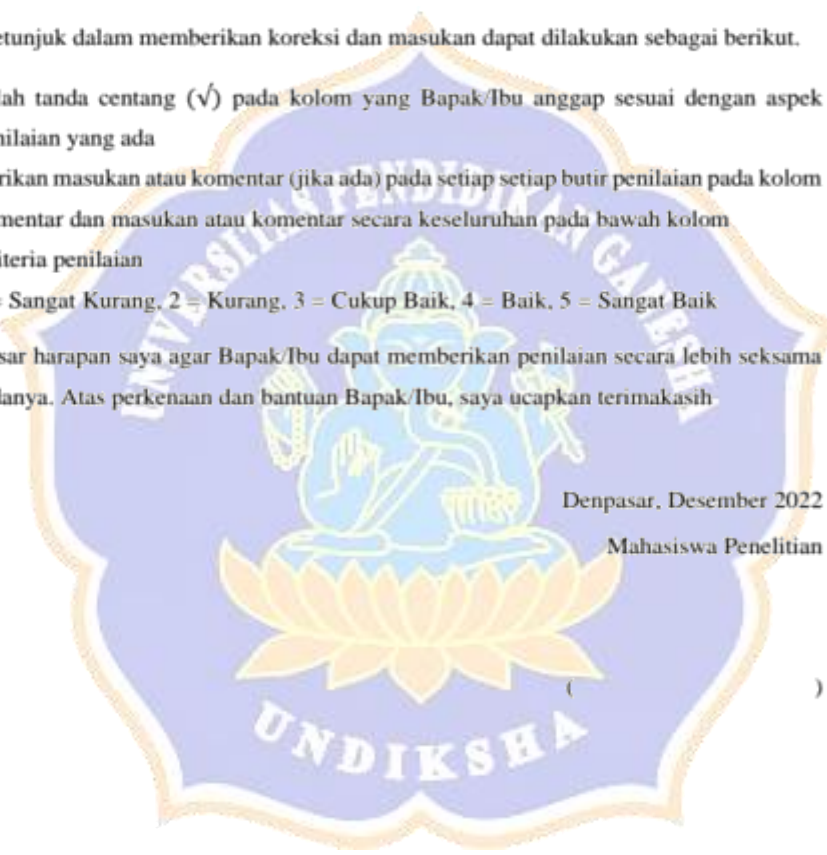 etunjuk dalam memberikan koreksi dan masukan dapat dilakukan sebagai berikut.
lah tanda centang (√) pada kolom yang Bapak/Ibu anggap sesuai dengan aspek
nilaian yang ada
rikan masukan atau komentar (jika ada) pada setiap setiap butir penilaian pada kolom
mentar dan masukan atau komentar secara keseluruhan pada bawah kolom
iteria penilaian
= Sangat Kurang, 2 = Kurang, 3 = Cukup Baik, 4 = Baik, 5 = Sangat Baik
sar harapan saya agar Bapak/Ibu dapat memberikan penilaian secara lebih seksama
danya. Atas perkenaan dan bantuan Bapak/Ibu, saya ucapkan terimakasih
Denpasar, Desember 2022
Mahasiswa Penelitian
( )
UNIVERSITAS PENDIDIKAN GANESHA
UNDIKSHA